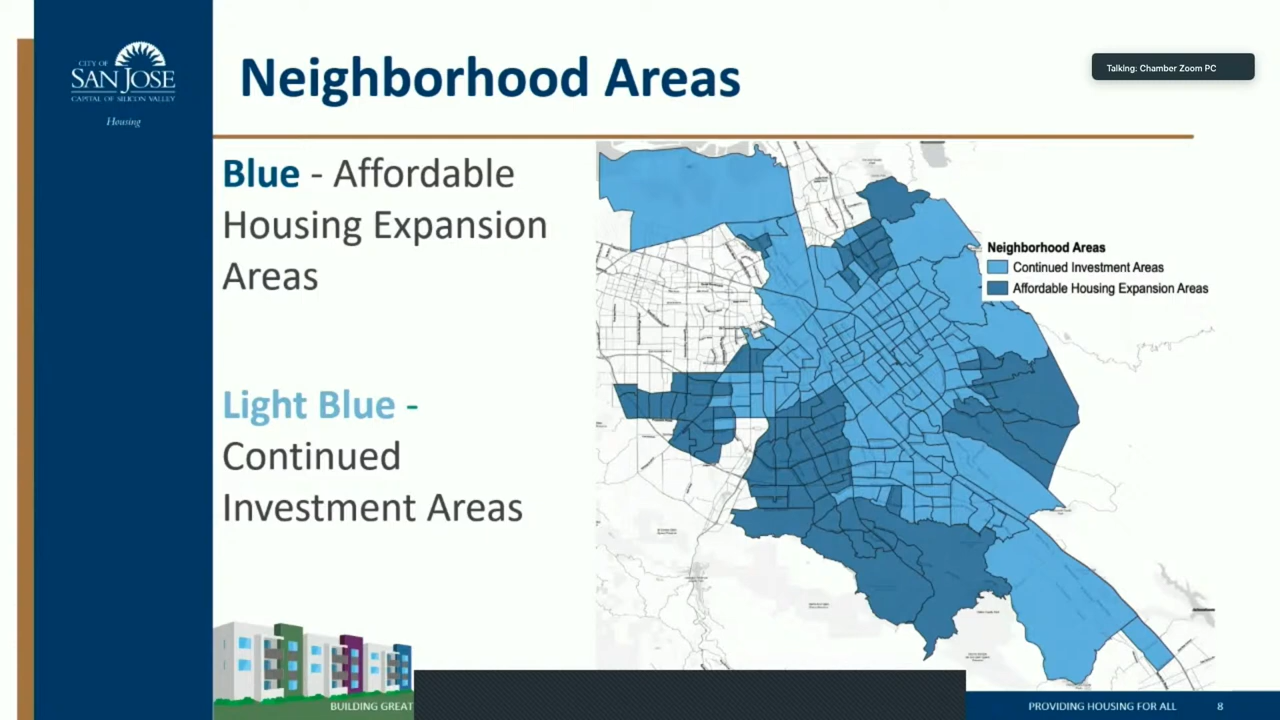 CITY OF
SAN JOSE
CAPITAL OF SILICON VALLEY
Housing
Neighborhood Areas
Talking: Chamber Zoom PC
Blue - Affordable
Housing Expansion
Areas
Light Blue -
Continued
Investment Areas
Neighborhood Areas
Continued Investment Areas
Affordable Housing Expansion Areas
BUILDING GREAT
PROVIDING HOUSING FOR ALL
8